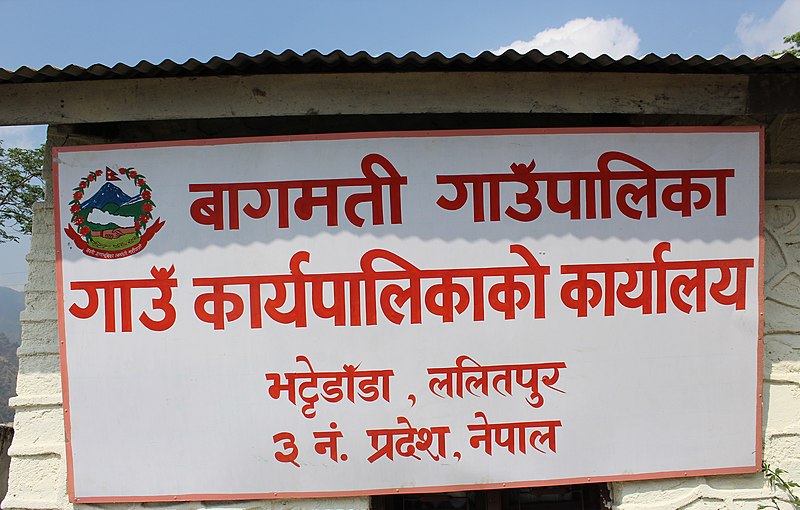 बागमती गाउँपालिका
गाउँ कार्यपालिकाको कार्यालय
भट्टेडाँडा , ललितपुर
३ नं. प्रदेश, नेपाल